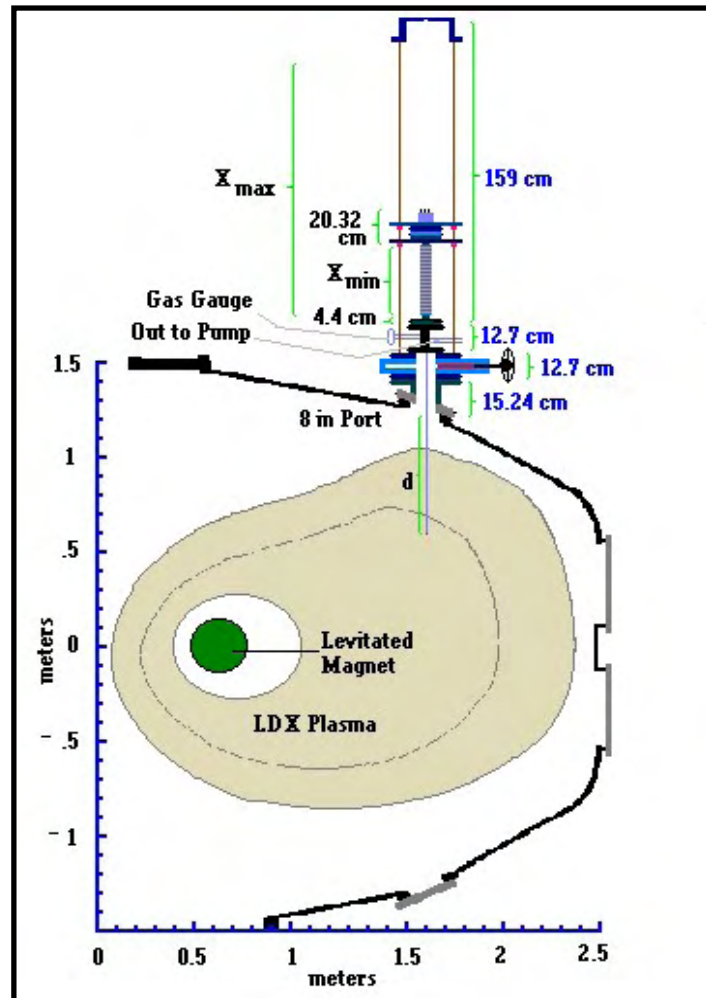 X max
159 cm
20.32 cm
X min
Gas Gauge
4.4 cm
Out to Pump
12.7 cm
1.5
12.7 cm
15.24 cm
8 in Port
1
d
.5
meters
0
Levitated
Magnet
LDX Plasma
- .5
- 1
0
0.5
1
1.5
2
2.5
meters